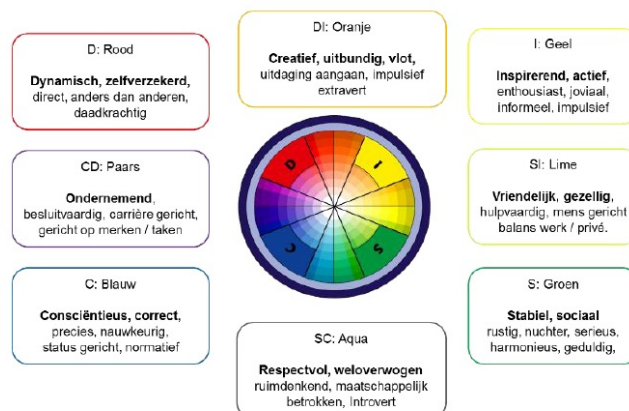 DI: Oranje
Creatief, uitbundig, vlot,
uitdaging aangaan, impulsief
extravert
D: Rood
Dynamisch, zelfverzekerd,
direct, anders dan anderen,
daadkrachtig
I: Geel
Inspirerend, actief,
enthousiast, joviaal,
informeel, impulsief
CD: Paars
Ondernemend,
besluitvaardig, carrière gericht,
gericht op merken / taken
D
I
C
S
SI: Lime
Vriendelijk, gezellig,
hulpvaardig, mens gericht
balans werk / privé.
C: Blauw
Consciëntieus, correct,
precies, nauwkeurig,
status gericht, normatief
S: Groen
Stabiel, sociaal
rustig, nuchter, serieus,
harmonieus, geduldig,
SC: Aqua
Respectvol, weloverwogen
ruimdenkend, maatschappelijk
betrokken, Introvert